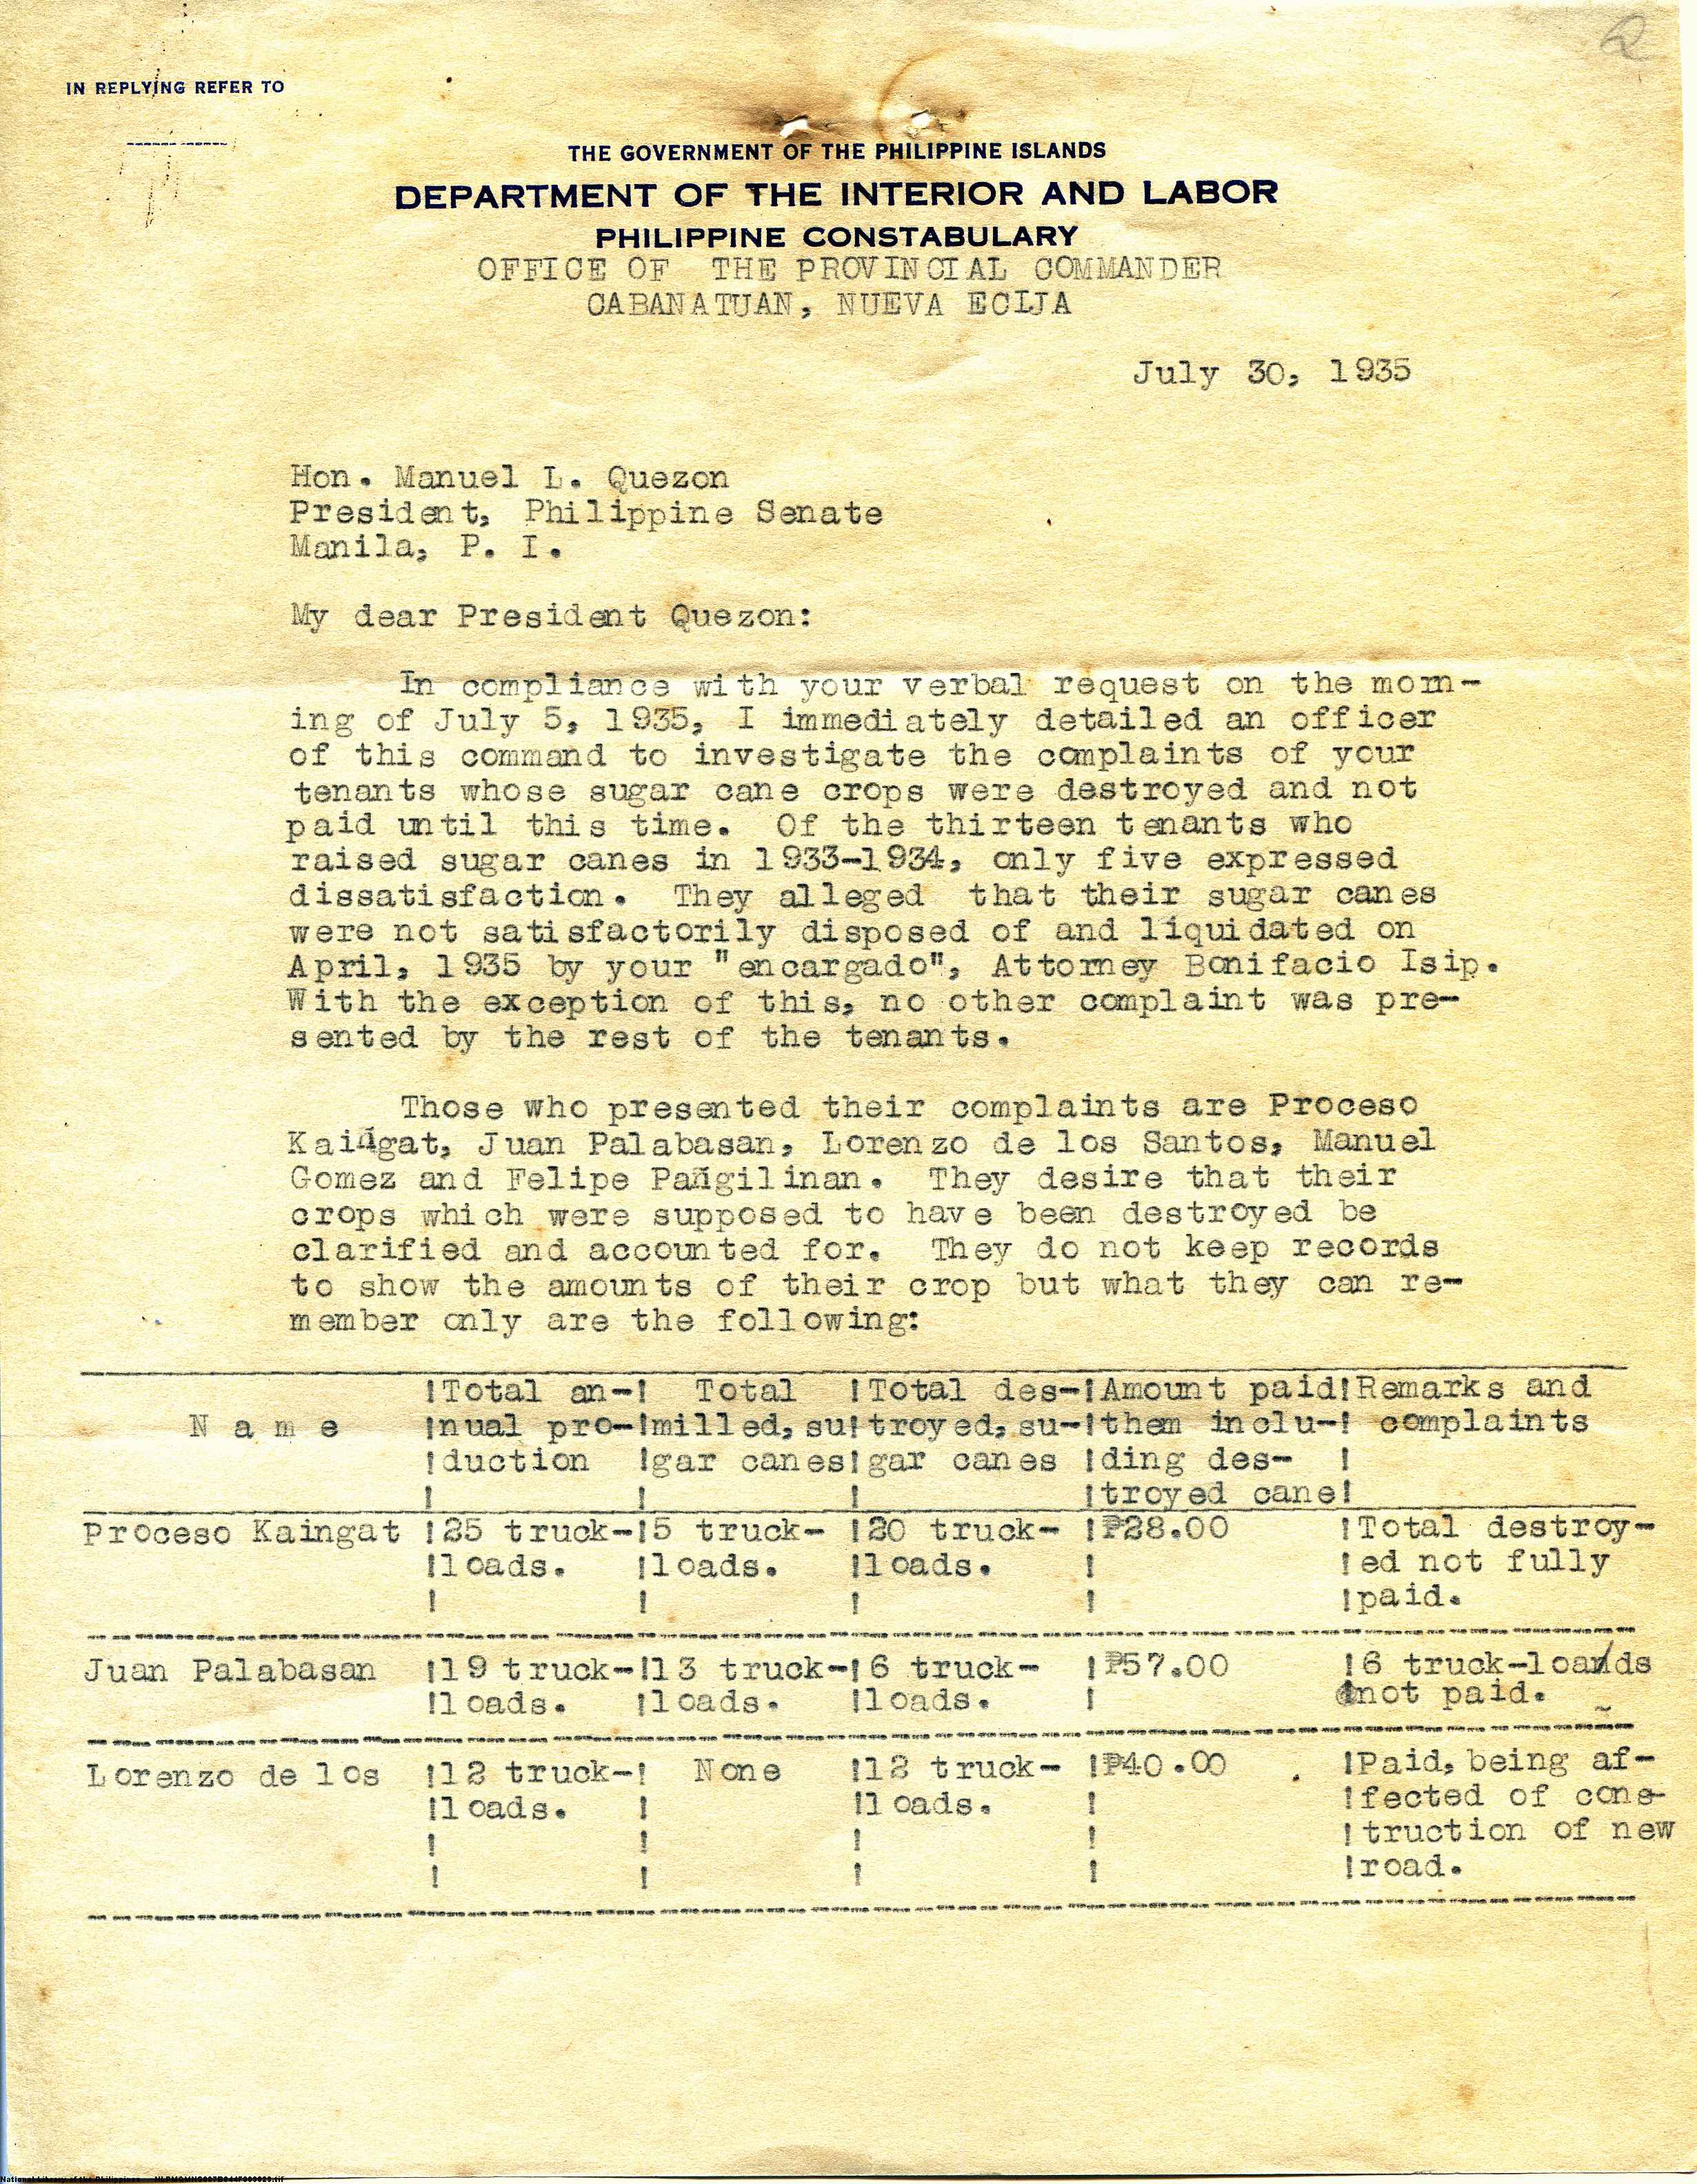 Q
IN REPLYING REFER TO
THE GOVERNMENT OF THE PHILIPPINE ISLANDS
DEPARTMENT OF THE INTERIOR AND LABOR
PHILIPPINE CONSTABULARY
OFFICE OF THE PROVINCIAL COMMANDER
CABANATUAN, NUEVA ECIJA
July 30, 1935
Hon. Manuel L. Quezon
President, Philippine Senate
Manila, P. I.
My dear President Quezon:
In compliance with your verbal request on the morn-
ing of July 5, 1935, I immediately detailed an officer
of this command to investigate the complaints of your
tenants whose sugar cane crops were destroyed and not
paid until this time. Of the thirteen tenants who
raised sugar canes in 1933-1934, only five expressed
dissatisfaction. They alleged that their sugar canes
were not satisfactorily disposed of and liquidated on
April, 1935 by your "encargado", Attorney Bonifacio Isip.
With the exception of this, no other complaint was pre-
sented by the rest of the tenants.
Those who presented their complaints are Proceso
Kaiñgat, Juan Palabasan, Lorenzo de los Santos, Manuel
Gomez and Felipe Pañgilinan. They desire that their
crops which were supposed to have been destroyed be
clarified and accounted for. They do not keep records
to show the amounts of their crop but what they can re-
member only are the following:
!Total an-! Total !Total des-!Amount paid!Remarks and
N a m e !nual pro-!milled, su!troyed, su-!them inclu-! complaints
!duction !gar canes!gar canes !ding des- !
! ! ! !troyed cane!
Proceso Kaingat !25 truck-!5 truck- !20 truck- !₱28.00 !Total destroy-
!loads. !loads. !loads. ! !ed not fully
! ! ! ! !paid.
Juan Palabasan !19 truck-!13 truck-!6 truck- !₱57.00 !6 truck-loads
!loads. !loads. !loads. ! not paid.
Lorenzo de los !12 truck-! None !12 truck- !₱40.00 !Paid, being af-
!loads. ! !loads. ! !fected of cons-
! ! ! ! !truction of new
! ! ! ! !road.